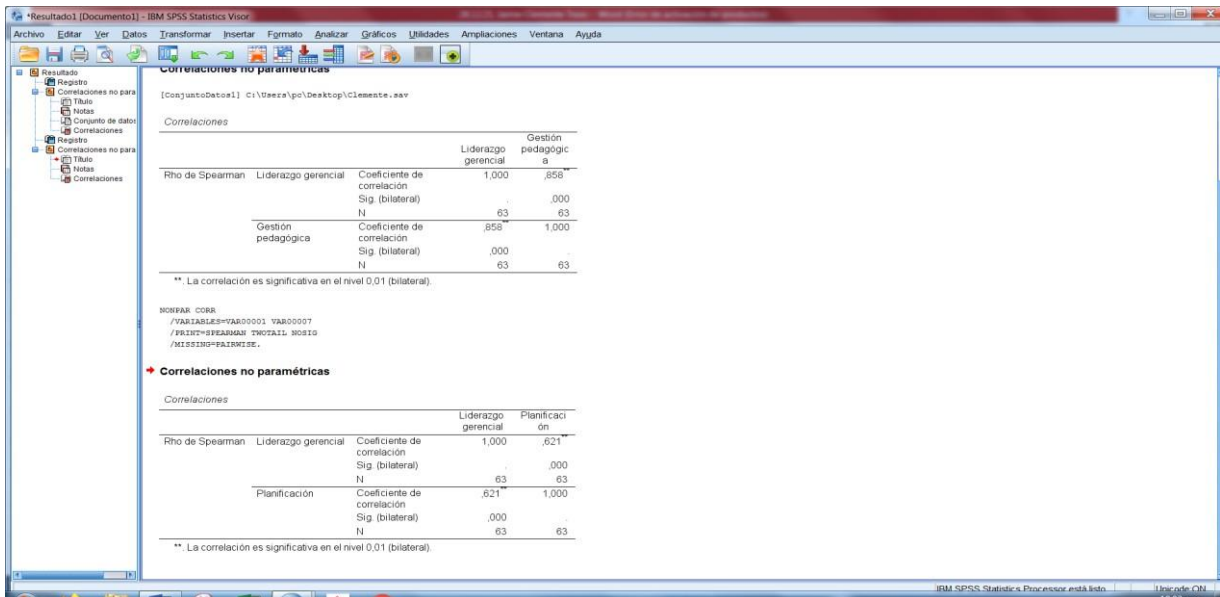 *Resultado1 [Documento1] - IBM SPSS Statistics Visor
Archivo Editar Ver Datos Transformar Insertar Formato Analizar Gráficos Utilidades Ampliaciones Ventana Ayuda
Resultado
Registro
Correlaciones no para
Título
Notas
Conjunto de datos
Correlaciones
Registro
Correlaciones no para
Título
Notas
Correlaciones
Correlaciones no paramétricas
[ConjuntoDatos1] C:\Users\pc\Desktop\Clemente.sav
Correlaciones
Liderazgo gerencial Gestión pedagógic a
Rho de Spearman Liderazgo gerencial Coeficiente de correlación 1,000 ,858**
Sig. (bilateral) . ,000
N 63 63
Gestión pedagógica Coeficiente de correlación ,858** 1,000
Sig. (bilateral) ,000 .
N 63 63
**. La correlación es significativa en el nivel 0,01 (bilateral).
NONPAR CORR
/VARIABLES=VAR00001 VAR00007
/PRINT=SPEARMAN TWOTAIL NOSIG
/MISSING=PAIRWISE.
Correlaciones no paramétricas
Correlaciones
Liderazgo gerencial Planificaci ón
Rho de Spearman Liderazgo gerencial Coeficiente de correlación 1,000 ,621**
Sig. (bilateral) . ,000
N 63 63
Planificación Coeficiente de correlación ,621** 1,000
Sig. (bilateral) ,000 .
N 63 63
**. La correlación es significativa en el nivel 0,01 (bilateral).
IBM SPSS Statistics Processor está listo Unicode:ON